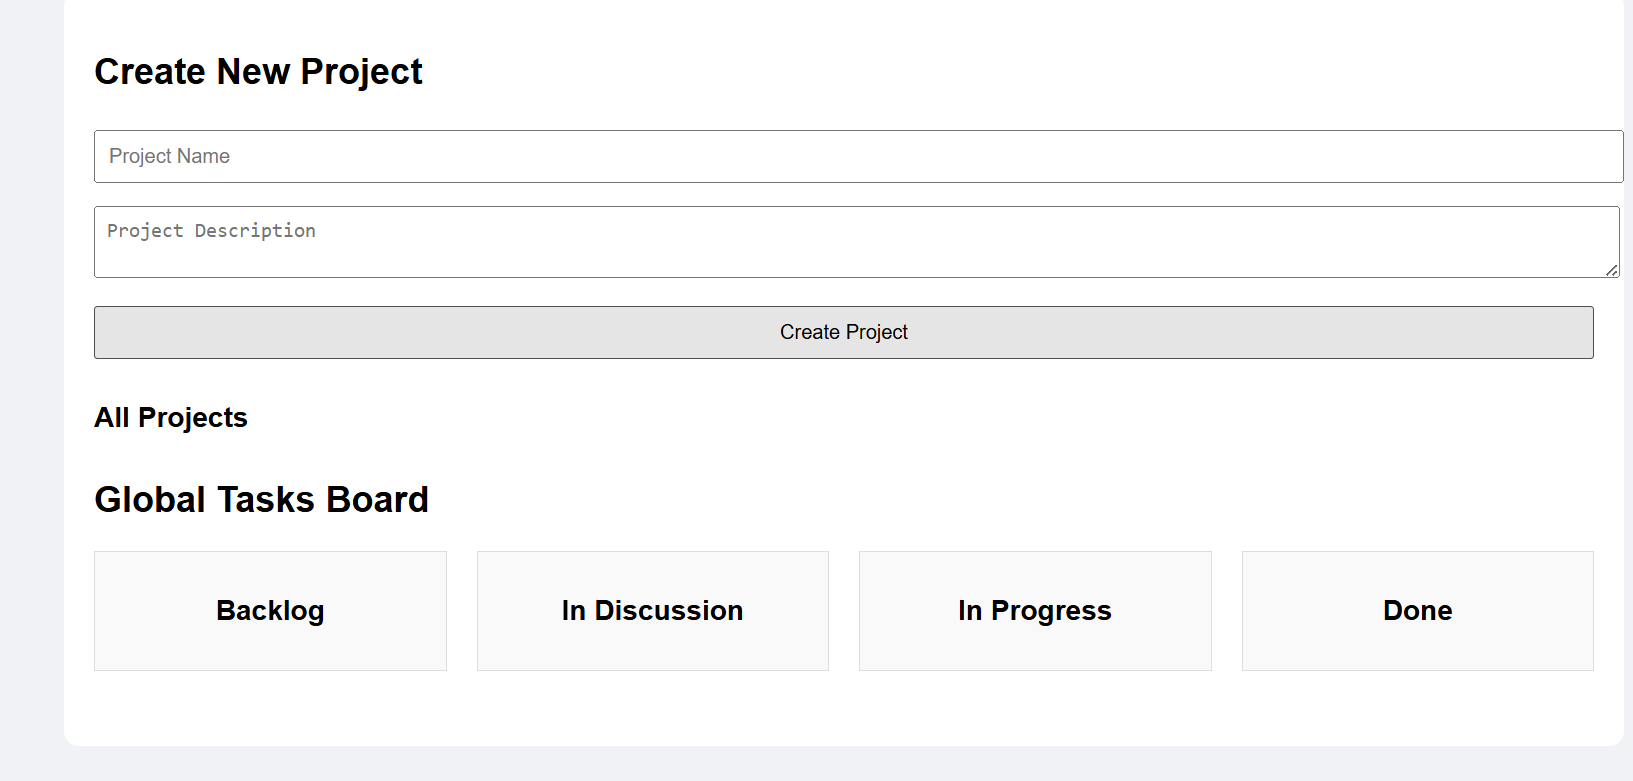 Create New Project
Project Name
Project Description
Create Project
All Projects
Global Tasks Board
Backlog
In Discussion
In Progress
Done